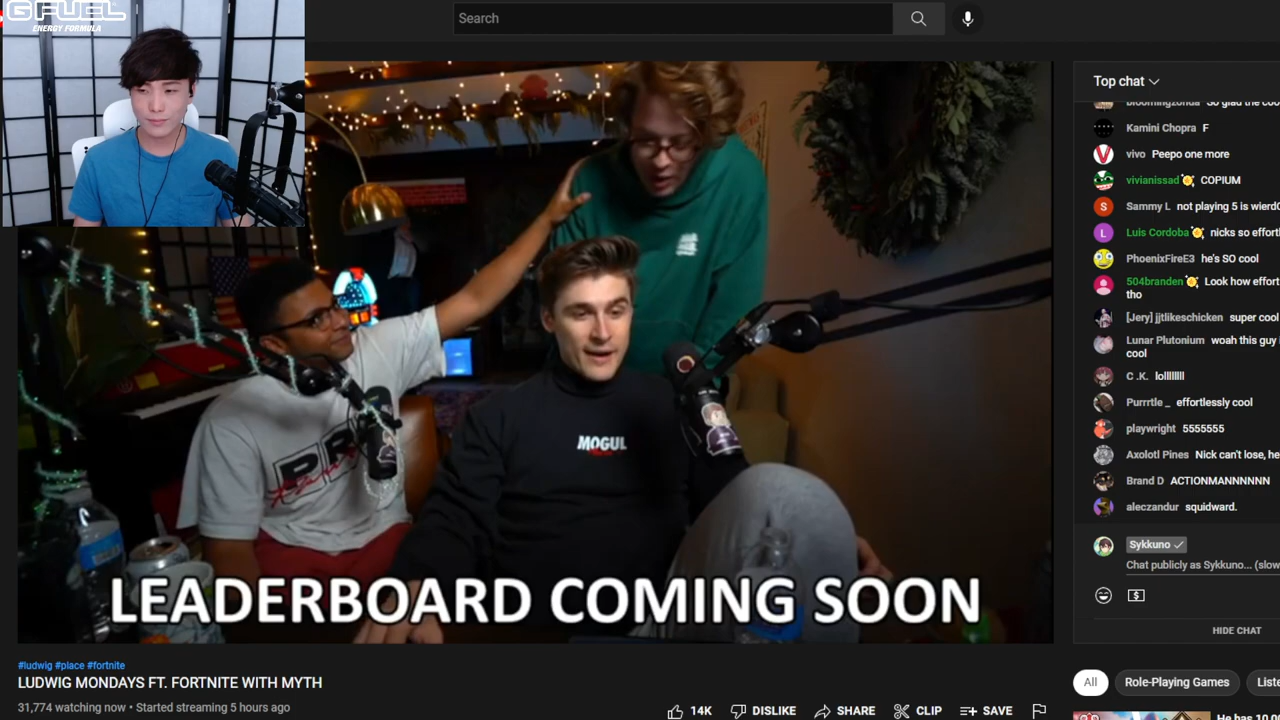 G FUEL
ENERGY FORMULA
Search
Top chat
Kamini Chopra F
vivo Peepo one more
vivianissad COPIUM
S Sammy L not playing 5 is wierd
L Luis Cordoba nicks so effort
PhoenixFireE3 he's SO cool
504branden Look how effort
tho
[Jery] jjtlikeschicken super cool
Lunar Plutonium woah this guy
cool
C .K. lollllllll
Purrrtle _ effortlessly cool
playwright 5555555
Axolotl Pines Nick can't lose, he
Brand D ACTIONMANNNNNN
aleczandur squidward.
Sykkuno
Chat publicly as Sykkuno... (slow
HIDE CHAT
MOGUL
LEADERBOARD COMING SOON
#ludwig #place #fortnite
LUDWIG MONDAYS FT. FORTNITE WITH MYTH
31,774 watching now • Started streaming 5 hours ago
14K DISLIKE SHARE CLIP SAVE
All Role-Playing Games Liste
He has 10